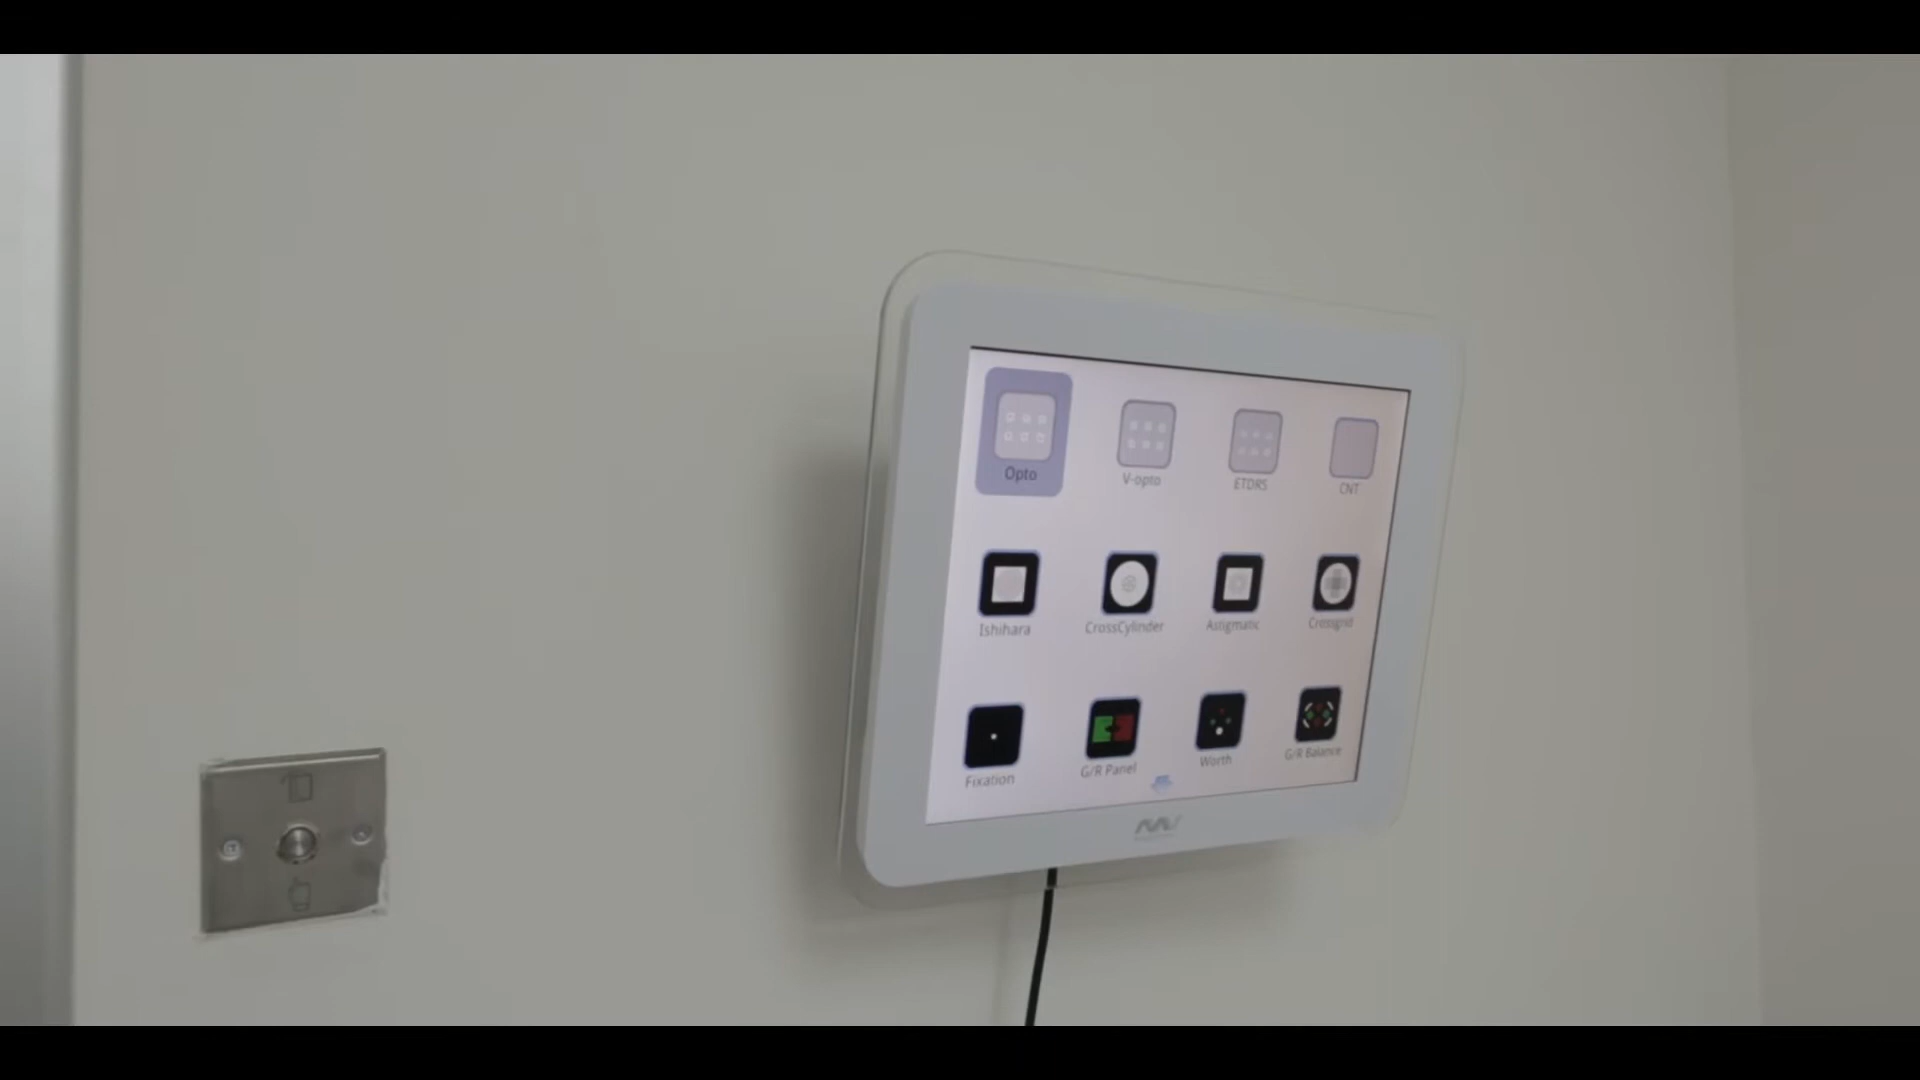 Opto V-opto ETDRS CNT
Ishihara CrossCylinder Astigmatic Crossgrid
Fixation G/R Panel Worth G/R Balance